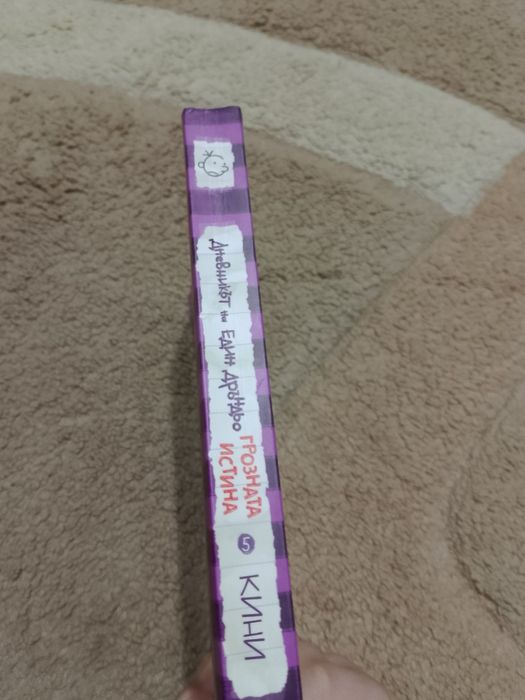 Дневникът на ЕДИН ДРЪНДЬО
ГРОЗНАТА
ИСТИНА
5
КИНИ